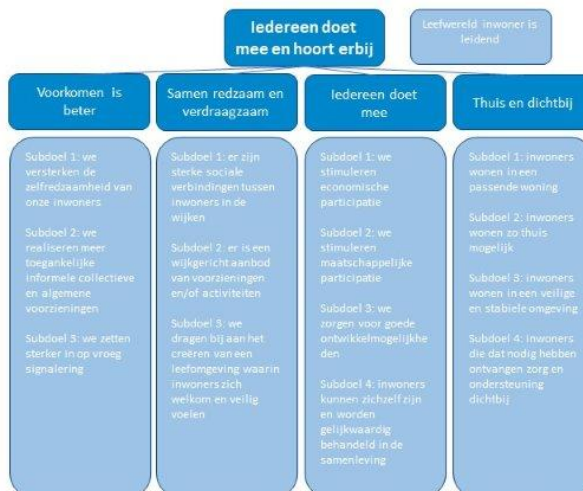 Iedereen doet
mee en hoort erbij
Leefwereld inwoner is
leidend
Voorkomen is
beter
Subdoel 1: we
versterken de
zelfredzaamheid van
onze inwoners
Subdoel 2: we
realiseren meer
toegankelijke
informele collectieve
en algemene
voorzieningen
Subdoel 3: we zetten
sterker in op vroeg
signalering
Samen redzaam en
verdraagzaam
Subdoel 1: er zijn
sterke sociale
verbindingen tussen
inwoners in de
wijken
Subdoel 2: er is een
wijkgericht aanbod
van voorzieningen
en/of activiteiten
Subdoel 3: we
dragen bij aan het
creëren van een
leefomgeving waarin
inwoners zich
welkom en veilig
voelen
Iedereen doet
mee
Subdoel 1: we
stimuleren
economische
participatie
Subdoel 2: we
stimuleren
maatschappelijke
participatie
Subdoel 3: we
zorgen voor goede
ontwikkelmogelijkhe
den
Subdoel 4: inwoners
kunnen zichzelf zijn
en worden
gelijkwaardig
behandeld in de
samenleving
Thuis en dichtbij
Subdoel 1: inwoners
wonen in een
passende woning
Subdoel 2: inwoners
wonen zo thuis
mogelijk
Subdoel 3: inwoners
wonen in een veilige
en stabiele omgeving
Subdoel 4: inwoners
die dat nodig hebben
ontvangen zorg en
ondersteuning
dichtbij